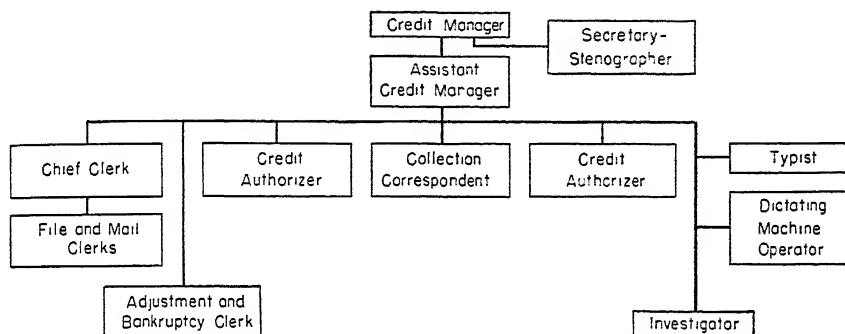 Credit Manager
Secretary-
Stenographer
Assistant
Credit Manager
Chief Clerk
Credit
Authorizer
Collection
Correspondent
Credit
Authorizer
Typist
File and Mail
Clerks
Dictating
Machine
Operator
Adjustment and
Bankruptcy Clerk
Investigator